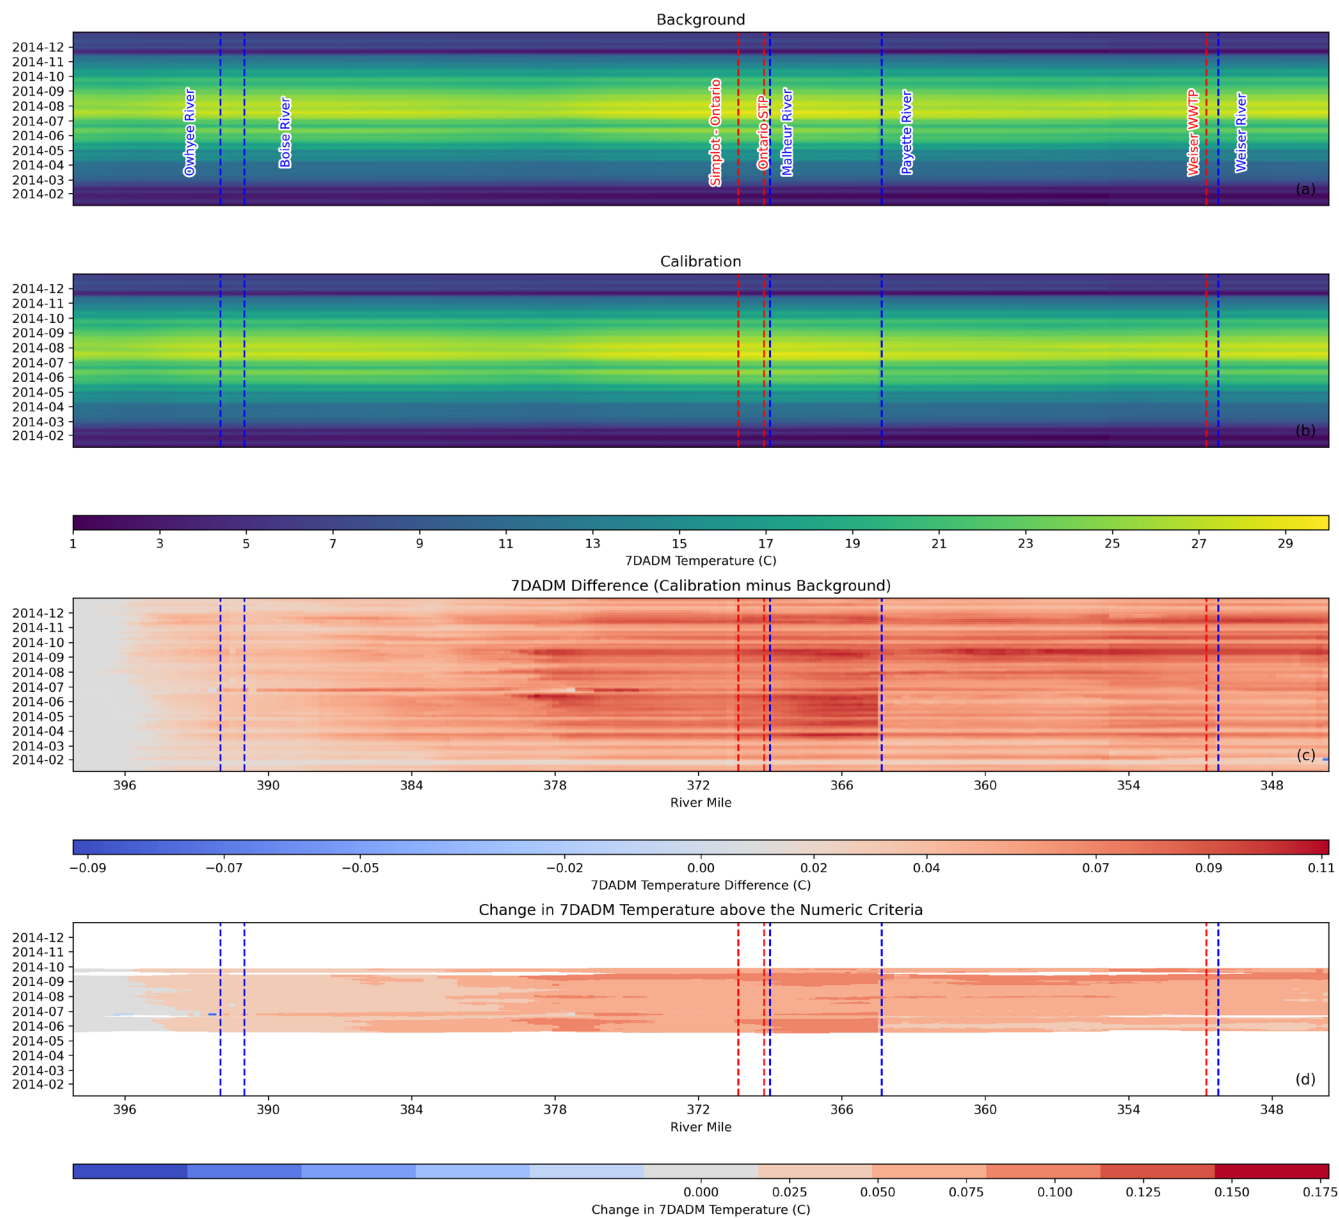 Background
2014-12
2014-11
2014-10
2014-09
2014-08
2014-07
2014-06
2014-05
2014-04
2014-03
2014-02
Owhyee River
Boise River
Simplot - Ontario
Ontario STP
Malheur River
Payette River
Weiser WWTP
Weiser River
(a)
Calibration
2014-12
2014-11
2014-10
2014-09
2014-08
2014-07
2014-06
2014-05
2014-04
2014-03
2014-02
(b)
1 3 5 7 9 11 13 15 17 19 21 23 25 27 29
7DADM Temperature (C)
7DADM Difference (Calibration minus Background)
2014-12
2014-11
2014-10
2014-09
2014-08
2014-07
2014-06
2014-05
2014-04
2014-03
2014-02
(c)
396 390 384 378 372 366 360 354 348
River Mile
−0.09 −0.07 −0.05 −0.02 0.00 0.02 0.04 0.07 0.09 0.11
7DADM Temperature Difference (C)
Change in 7DADM Temperature above the Numeric Criteria
2014-12
2014-11
2014-10
2014-09
2014-08
2014-07
2014-06
2014-05
2014-04
2014-03
2014-02
(d)
396 390 384 378 372 366 360 354 348
River Mile
0.000 0.025 0.050 0.075 0.100 0.125 0.150 0.175
Change in 7DADM Temperature (C)